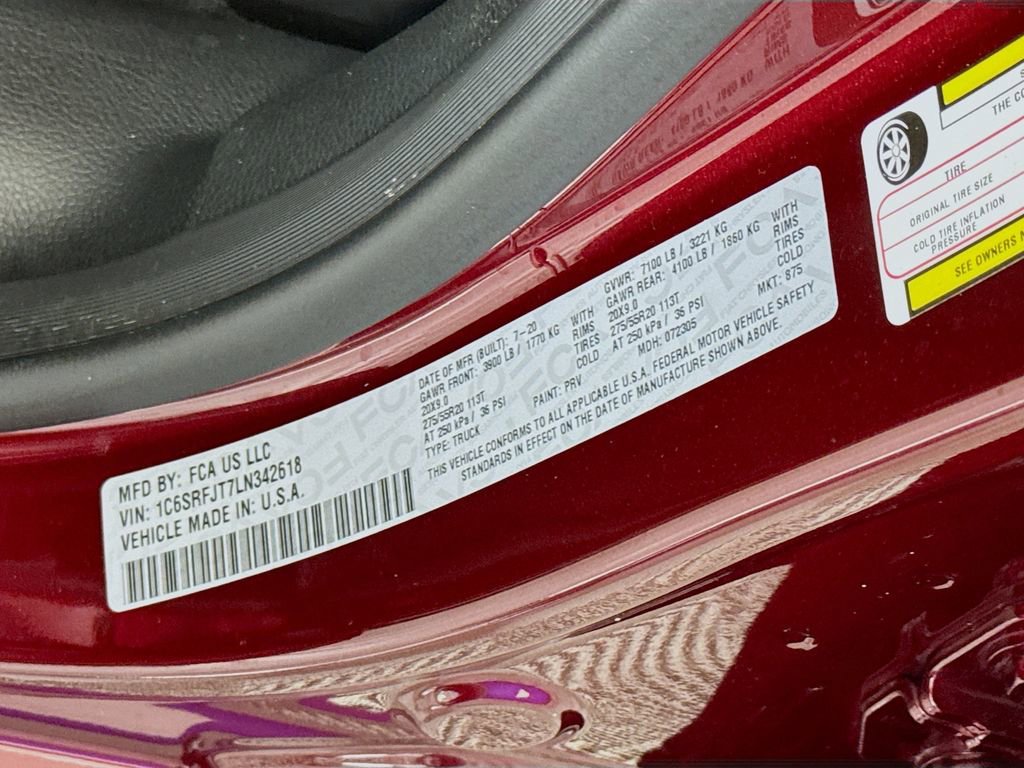 MFD BY: FCA US LLC
VIN: 1C6SRFJT7LN342618
VEHICLE MADE IN: U.S.A.
DATE OF MFR (BUILT): 7-20
GAWR FRONT: 3900 LB / 1770 KG WITH
20X9.0 RIMS
275/55R20 113T TIRES
AT 250 kPa / 36 PSI COLD
TYPE: TRUCK PAINT: PRV
GVWR: 7100 LB / 3221 KG
GAWR REAR: 4100 LB / 1860 KG WITH
20X9.0 RIMS
275/55R20 113T TIRES
AT 250 kPa / 36 PSI COLD
MDH: 072305 MKT: 875
THIS VEHICLE CONFORMS TO ALL APPLICABLE U.S.A. FEDERAL MOTOR VEHICLE SAFETY
STANDARDS IN EFFECT ON THE DATE OF MANUFACTURE SHOWN ABOVE.
THE CO
TIRE
ORIGINAL TIRE SIZE
COLD TIRE INFLATION
PRESSURE
SEE OWNERS